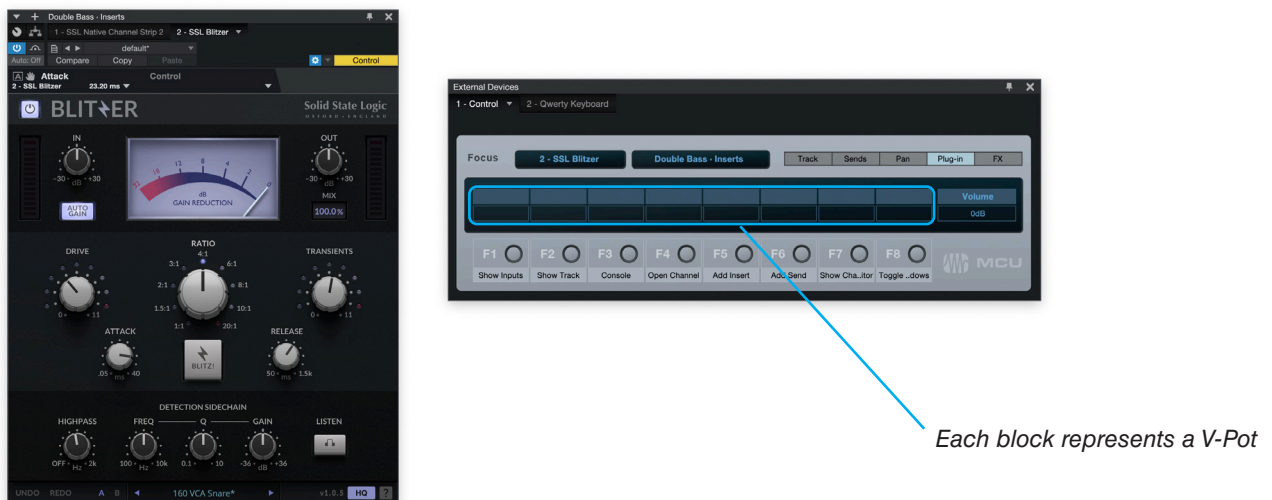 Double Bass - Inserts
1 - SSL Native Channel Strip 2 2 - SSL Blitzer
default*
Auto: Off Compare Copy Paste Control
Attack Control
2 - SSL Blitzer 23.20 ms
BLITZER Solid State Logic
OXFORD • ENGLAND
IN OUT
-30 +30 -30 +30
dB dB
20 16 12 8 4 2 0
dB
GAIN REDUCTION
AUTO
GAIN
MIX
100.0%
DRIVE RATIO TRANSIENTS
4:1
3:1 6:1
2:1 8:1
1.5:1 10:1
1:1 20:1
0 11 0 11
ATTACK RELEASE
BLITZ!
.05 ms 40 50 ms 1.5k
DETECTION SIDECHAIN
HIGHPASS FREQ Q GAIN LISTEN
OFF Hz 2k 100 Hz 10k 0.1 10 -36 dB +36
UNDO REDO A B 160 VCA Snare* v1.0.5 HQ ?
External Devices
1 - Control 2 - Qwerty Keyboard
Focus 2 - SSL Blitzer Double Bass - Inserts Track Sends Pan Plug-in FX
Volume
0dB
F1 F2 F3 F4 F5 F6 F7 F8 MCU
Show Inputs Show Track Console Open Channel Add Insert Add Send Show Cha..itor Toggle ..dows
Each block represents a V-Pot